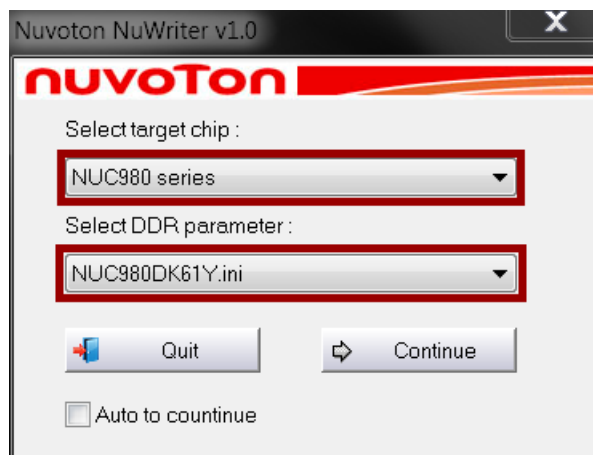 Nuvoton NuWriter v1.0
nuvoTon
Select target chip :
NUC980 series
Select DDR parameter :
NUC980DK61Y.ini
Quit
Continue
Auto to countinue